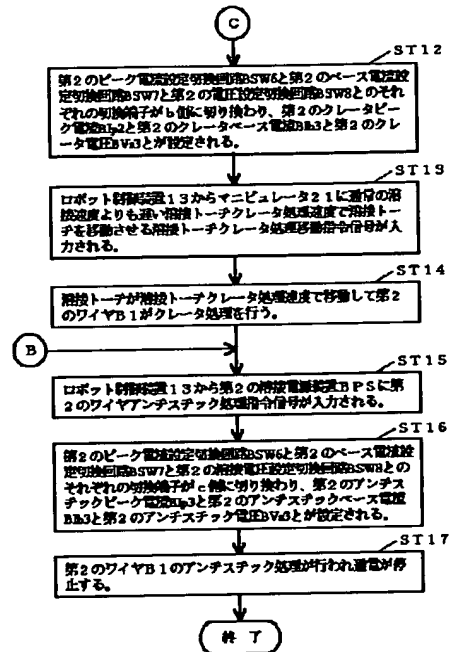 C
ST12
第2のピーク電流設定切換回路BSW6と第2のベース電流設
定切換回路BSW7と第2の電圧設定切換回路BSW8とのそれ
ぞれの切換端子がb側に切り換わり、第2のクレータピー
ク電流BIp2と第2のクレータベース電流BIb3と第2のクレ
ータ電圧BVs3とが設定される。
ST13
ロボット制御装置13からマニピュレータ21に通常の溶
接速度よりも遅い溶接トーチクレータ処理速度で溶接トー
チを移動させる溶接トーチクレータ処理移動指令信号が入
力される。
ST14
溶接トーチが溶接トーチクレータ処理速度で移動して第2
のワイヤB1がクレータ処理を行う。
B
ST15
ロボット制御装置13から第2の溶接電源装置BPSに第
2のワイヤアンチスチック処理指令信号が入力される。
ST16
第2のピーク電流設定切換回路BSW6と第2のベース電流設
定切換回路BSW7と第2の溶接電圧設定切換回路BSW8との
それぞれの切換端子がc側に切り換わり、第2のアンチス
チックピーク電流BIp3と第2のアンチスチックベース電流
BIb3と第2のアンチスチック電圧BVs3とが設定される。
ST17
第2のワイヤB1のアンチスチック処理が行われ通電が停
止する。
終了